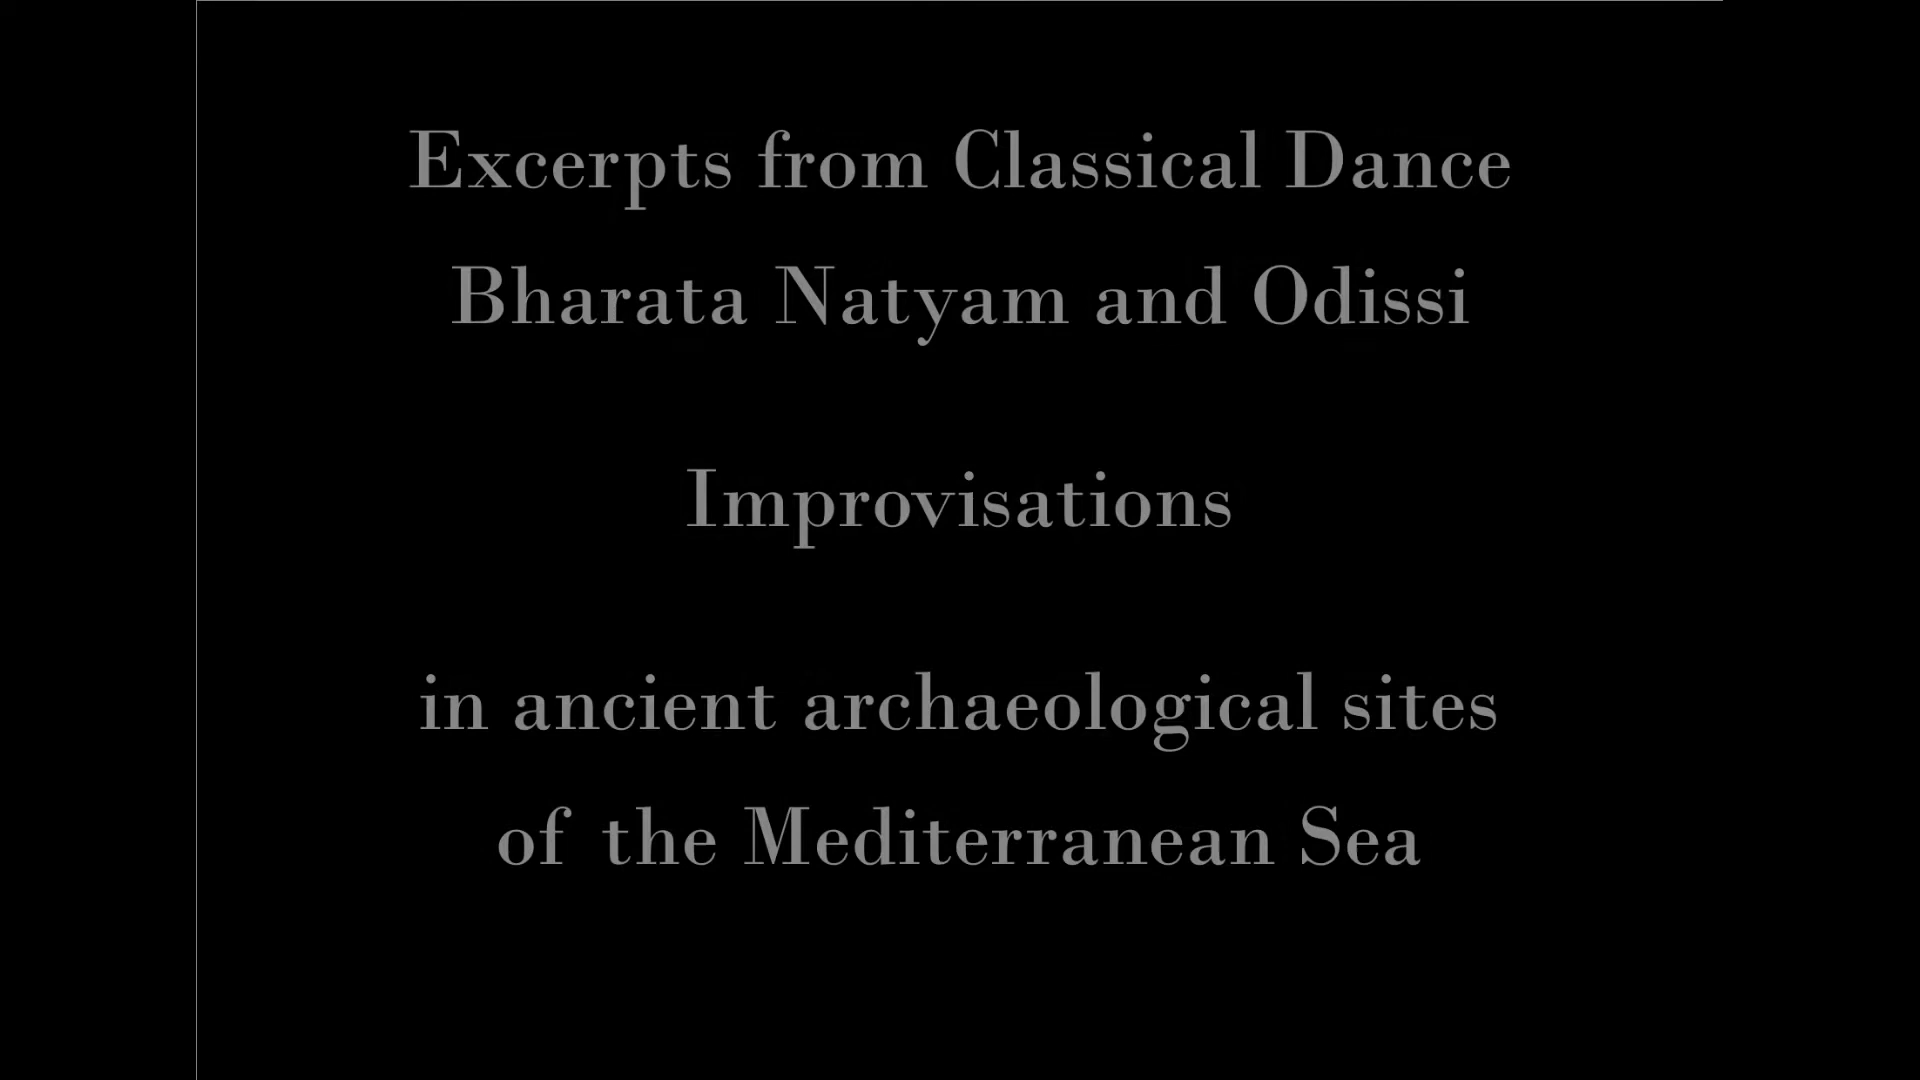 Excerpts from Classical Dance
Bharata Natyam and Odissi
Improvisations
in ancient archaeological sites
of the Mediterranean Sea